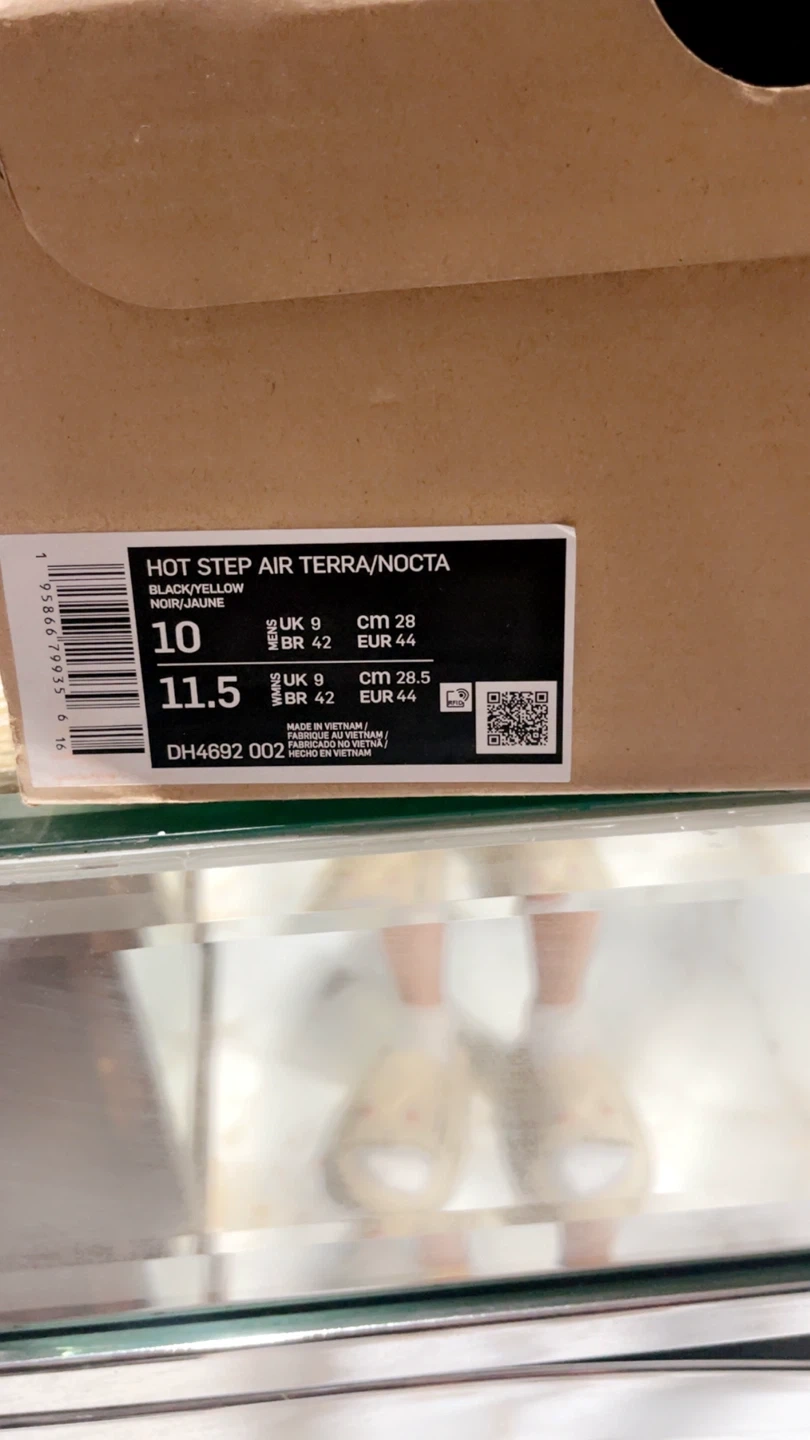 HOT STEP AIR TERRA/NOCTA
BLACK/YELLOW
NOIR/JAUNE
10 MENS UK 9 cm 28
BR 42 EUR 44
11.5 WMNS UK 9 cm 28.5
BR 42 EUR 44
RFID
DH4692 002
MADE IN VIETNAM /
FABRIQUE AU VIETNAM /
FABRICADO NO VIETNÃ /
HECHO EN VIETNAM
1 95866 79935 6 16